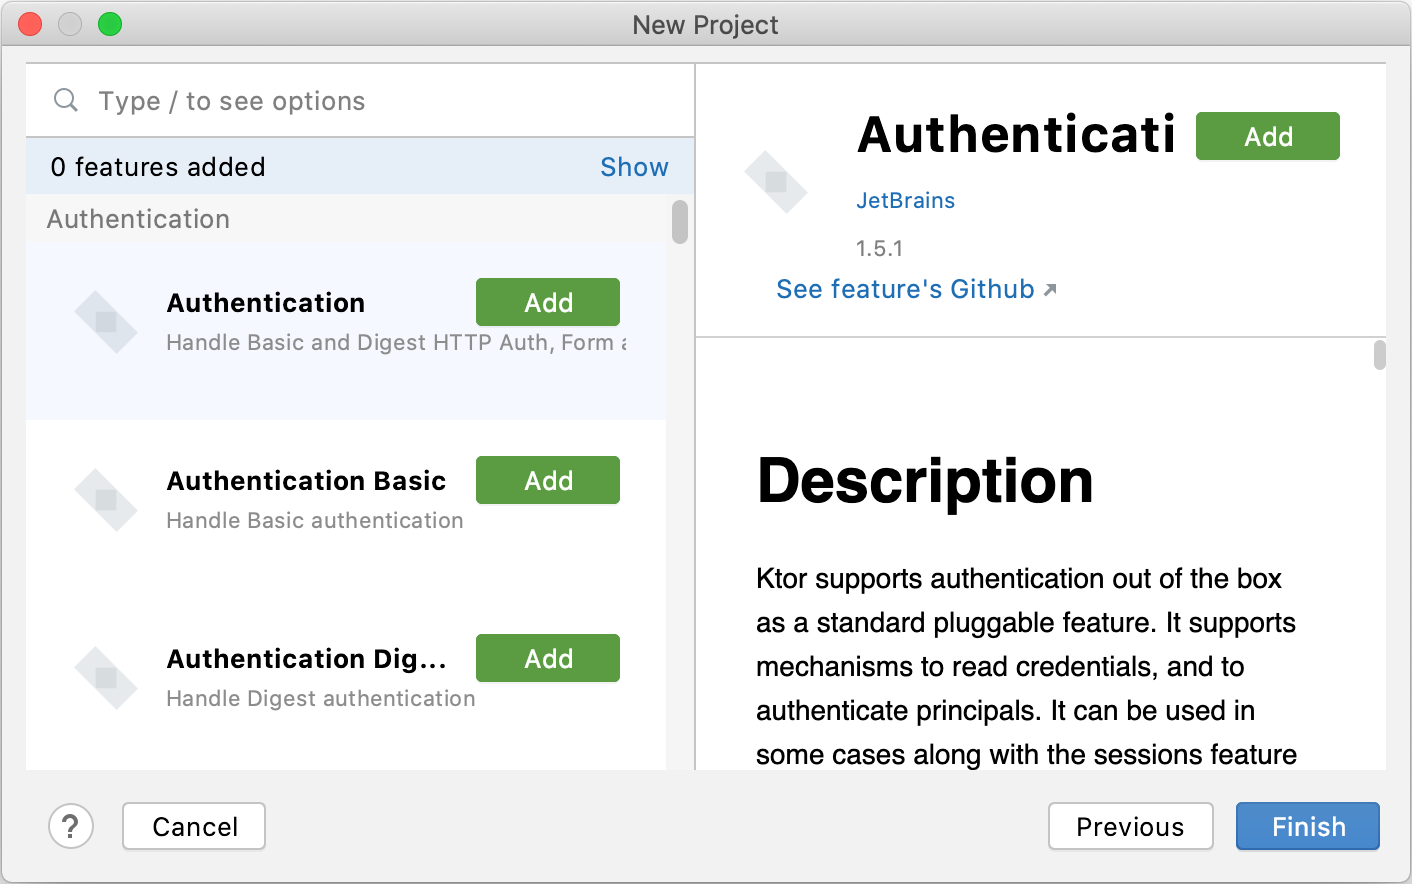 New Project
Type / to see options
0 features added
Show
Authentication
Authentication
Add
Handle Basic and Digest HTTP Auth, Form
Authentication Basic
Add
Handle Basic authentication
Authentication Dig...
Add
Handle Digest authentication
Authenticati
Add
JetBrains
1.5.1
See feature's Github
Description
Ktor supports authentication out of the box
as a standard pluggable feature. It supports
mechanisms to read credentials, and to
authenticate principals. It can be used in
some cases along with the sessions feature
?
Cancel
Previous
Finish